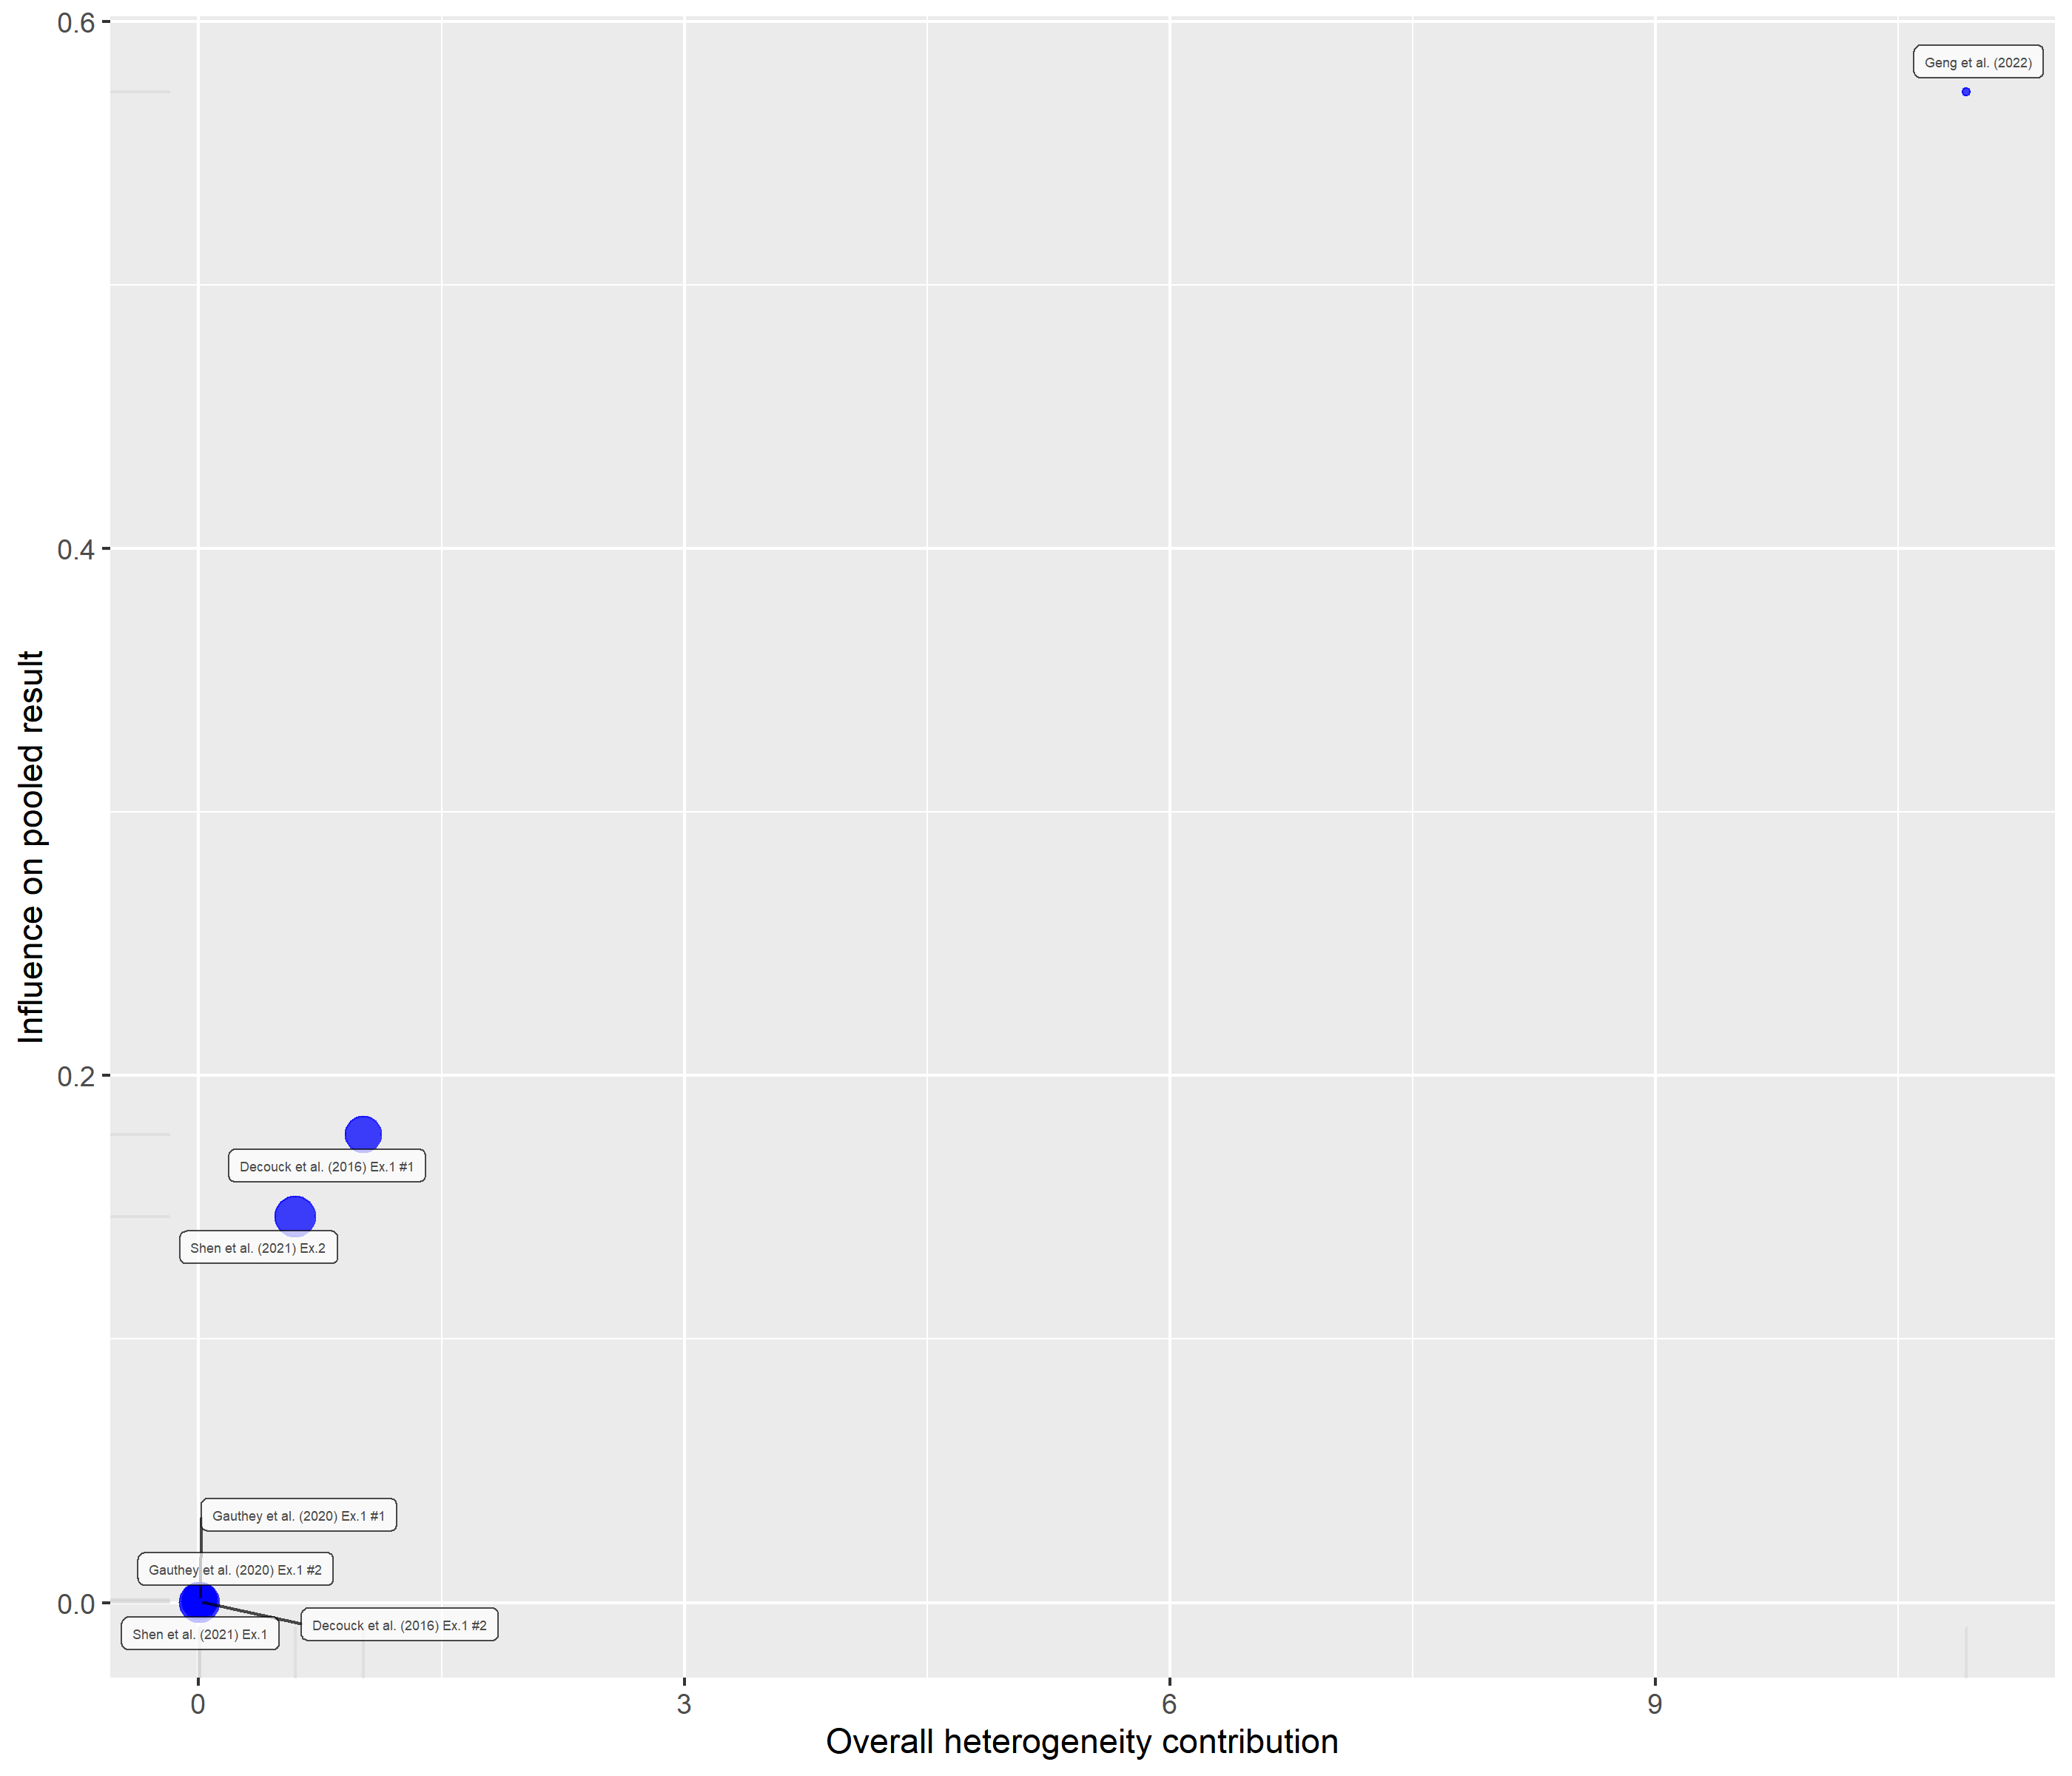 0.6
Geng et al. (2022)
0.4
Influence on pooled result
0.2
Decouck et al. (2016) Ex.1 #1
Shen et al. (2021) Ex.2
Gauthey et al. (2020) Ex.1 #1
Gauthey et al. (2020) Ex.1 #2
0.0
Decouck et al. (2016) Ex.1 #2
Shen et al. (2021) Ex.1
0 3 6 9
Overall heterogeneity contribution